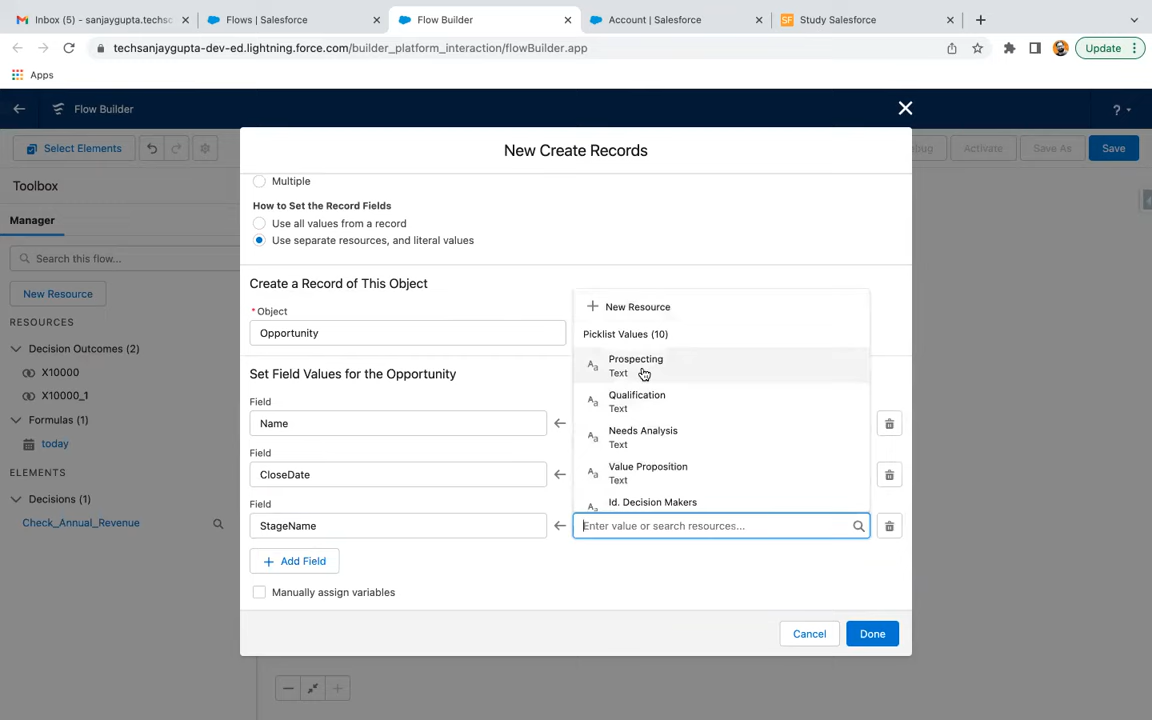 Inbox (5) - sanjaygupta.techsc
Flows | Salesforce
Flow Builder
Account | Salesforce
SF Study Salesforce
techsanjaygupta-dev-ed.lightning.force.com/builder_platform_interaction/flowBuilder.app
Update
Apps
Flow Builder
?
Select Elements
Activate
Save As
Save
New Create Records
Toolbox
Manager
Multiple
How to Set the Record Fields
Use all values from a record
Use separate resources, and literal values
Search this flow...
New Resource
Create a Record of This Object
RESOURCES
* Object
New Resource
Opportunity
Picklist Values (10)
Decision Outcomes (2)
X10000
X10000_1
Formulas (1)
today
ELEMENTS
Decisions (1)
Check_Annual_Revenue
Set Field Values for the Opportunity
Prospecting
Text
Qualification
Text
Needs Analysis
Text
Value Proposition
Text
Id. Decision Makers
Field
Name
Field
CloseDate
Field
StageName
Enter value or search resources...
+ Add Field
Manually assign variables
Cancel
Done